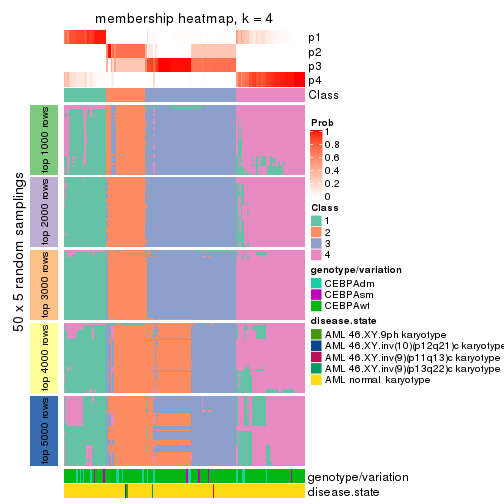 membership heatmap, k = 4
p1
p2
p3
p4
Class
50 x 5 random samplings
top 1000 rows
top 2000 rows
top 3000 rows
top 4000 rows
top 5000 rows
Prob
1
0.8
0.6
0.4
0.2
0
Class
1
2
3
4
genotype/variation
CEBPAdm
CEBPAsm
CEBPAwt
disease.state
AML 46.XY.9ph karyotype
AML 46.XY.inv(10)(p12q21)c karyotype
AML 46.XY.inv(9)(p11q13)c karyotype
AML 46.XY.inv(9)(p13q22)c karyotype
AML normal karyotype
genotype/variation
disease.state